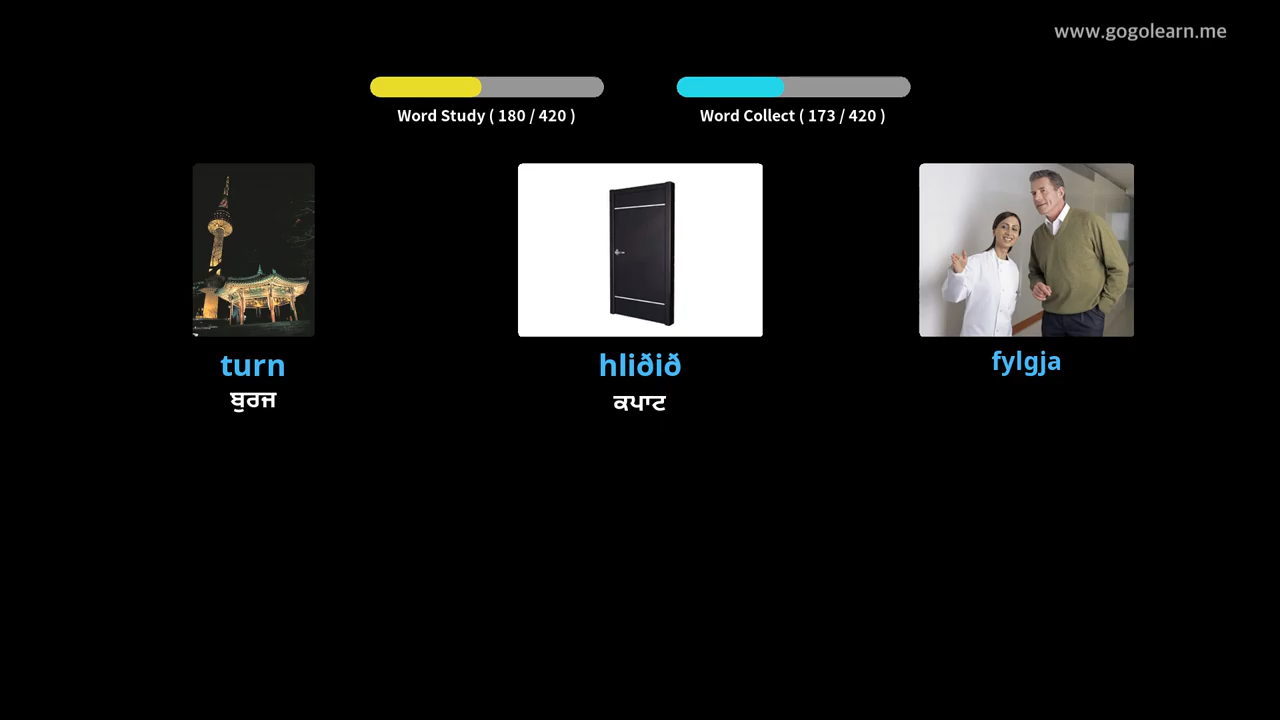 www.gogolearn.me
Word Study ( 180 / 420 )
Word Collect ( 173 / 420 )
turn
ਬੁਰਜ
hliðið
ਕਪਾਟ
fylgja